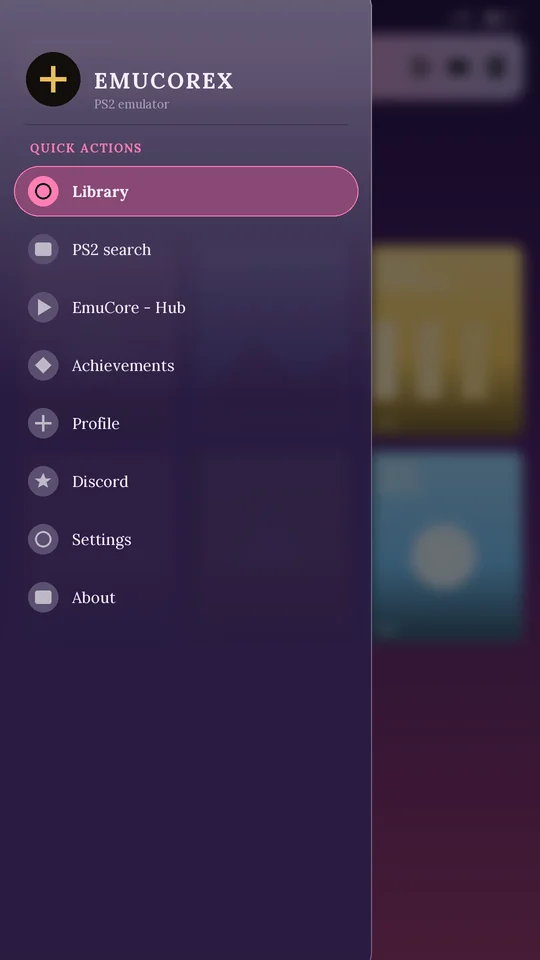 EMUCOREX
PS2 emulator
QUICK ACTIONS
Library
PS2 search
EmuCore - Hub
Achievements
Profile
Discord
Settings
About